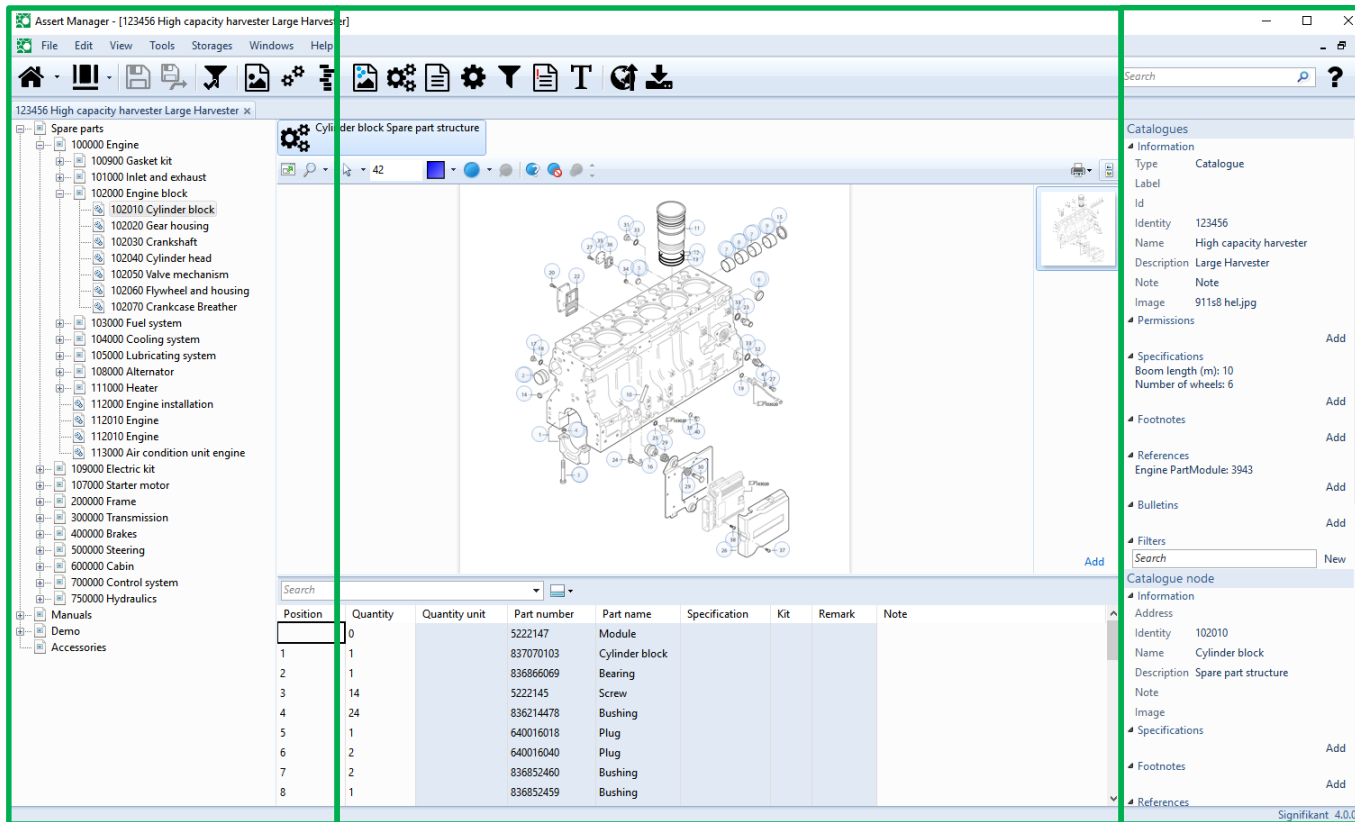 Assert Manager - [123456 High capacity harvester Large Harvester]
File Edit View Tools Storages Windows Help
Search ?
123456 High capacity harvester Large Harvester ×
Spare parts
100000 Engine
100900 Gasket kit
101000 Inlet and exhaust
102000 Engine block
102010 Cylinder block
102020 Gear housing
102030 Crankshaft
102040 Cylinder head
102050 Valve mechanism
102060 Flywheel and housing
102070 Crankcase Breather
103000 Fuel system
104000 Cooling system
105000 Lubricating system
108000 Alternator
111000 Heater
112000 Engine installation
112010 Engine
112010 Engine
113000 Air condition unit engine
109000 Electric kit
107000 Starter motor
200000 Frame
300000 Transmission
400000 Brakes
500000 Steering
600000 Cabin
700000 Control system
750000 Hydraulics
Manuals
Demo
Accessories
Cylinder block Spare part structure
42
Add
Search
Position Quantity Quantity unit Part number Part name Specification Kit Remark Note
0 5222147 Module
1 1 837070103 Cylinder block
2 1 836866069 Bearing
3 14 5222145 Screw
4 24 836214478 Bushing
5 1 640016018 Plug
6 2 640016040 Plug
7 2 836852460 Bushing
8 1 836852459 Bushing
Catalogues
Information
Type Catalogue
Label
Id
Identity 123456
Name High capacity harvester
Description Large Harvester
Note Note
Image 911s8 hel.jpg
Permissions
Add
Specifications
Boom length (m): 10
Number of wheels: 6
Add
Footnotes
Add
References
Engine PartModule: 3943
Add
Bulletins
Add
Filters
Search New
Catalogue node
Information
Address
Identity 102010
Name Cylinder block
Description Spare part structure
Note
Image
Specifications
Add
Footnotes
Add
References
Signifikant 4.0.0